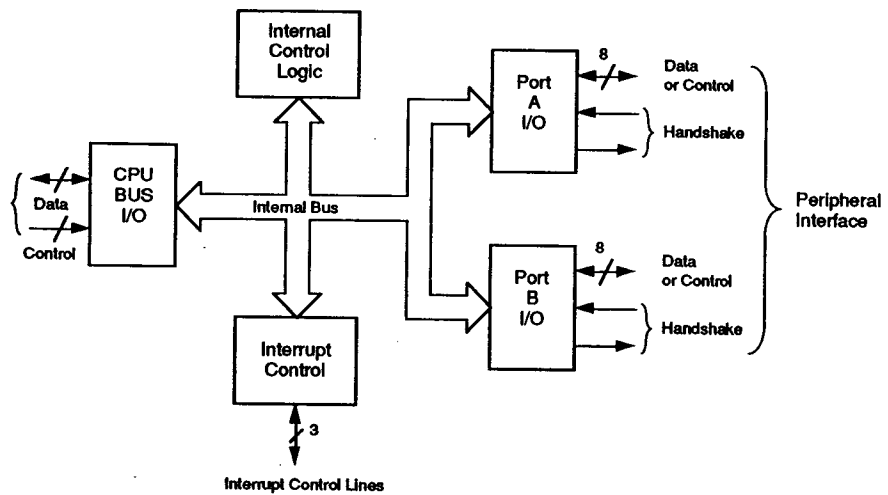 Internal
Control
Logic
CPU
BUS
I/O
Data
Control
Internal Bus
Interrupt
Control
3
Interrupt Control Lines
Port
A
I/O
8
Data
or Control
Handshake
Port
B
I/O
8
Data
or Control
Handshake
Peripheral
Interface